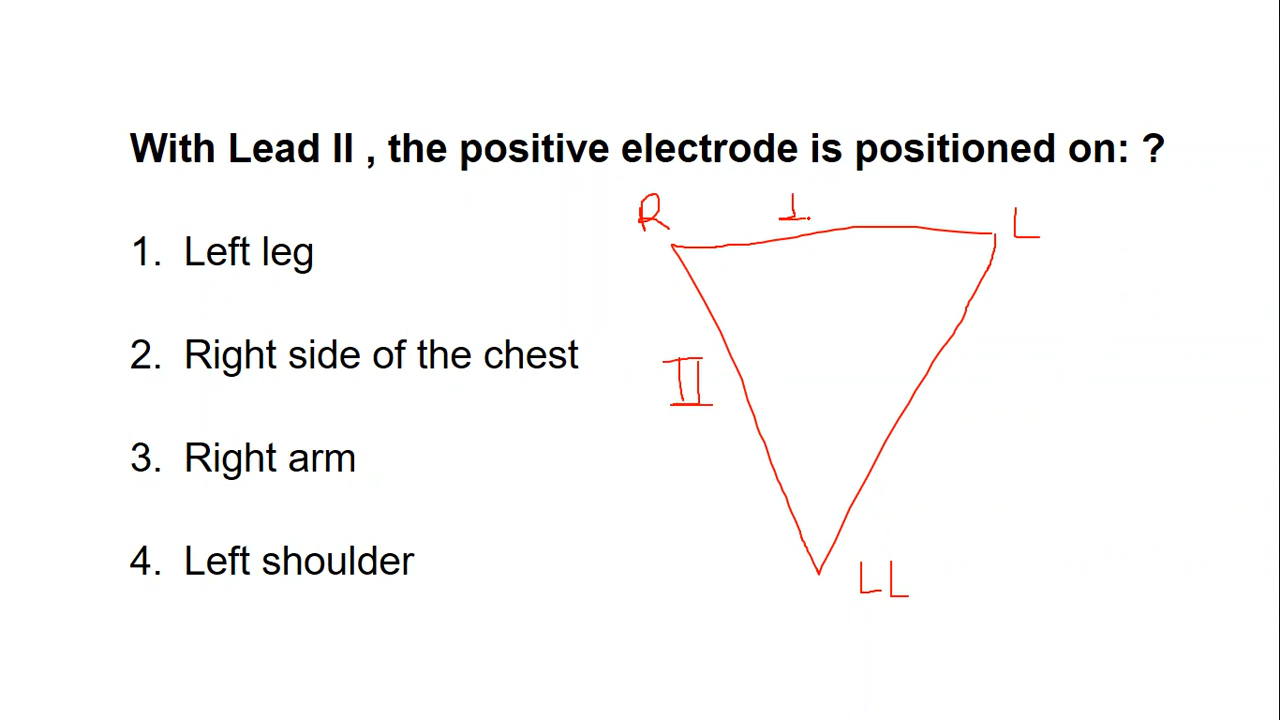 With Lead II , the positive electrode is positioned on: ?
R
I.
L
1. Left leg
2. Right side of the chest
II
3. Right arm
4. Left shoulder
LL